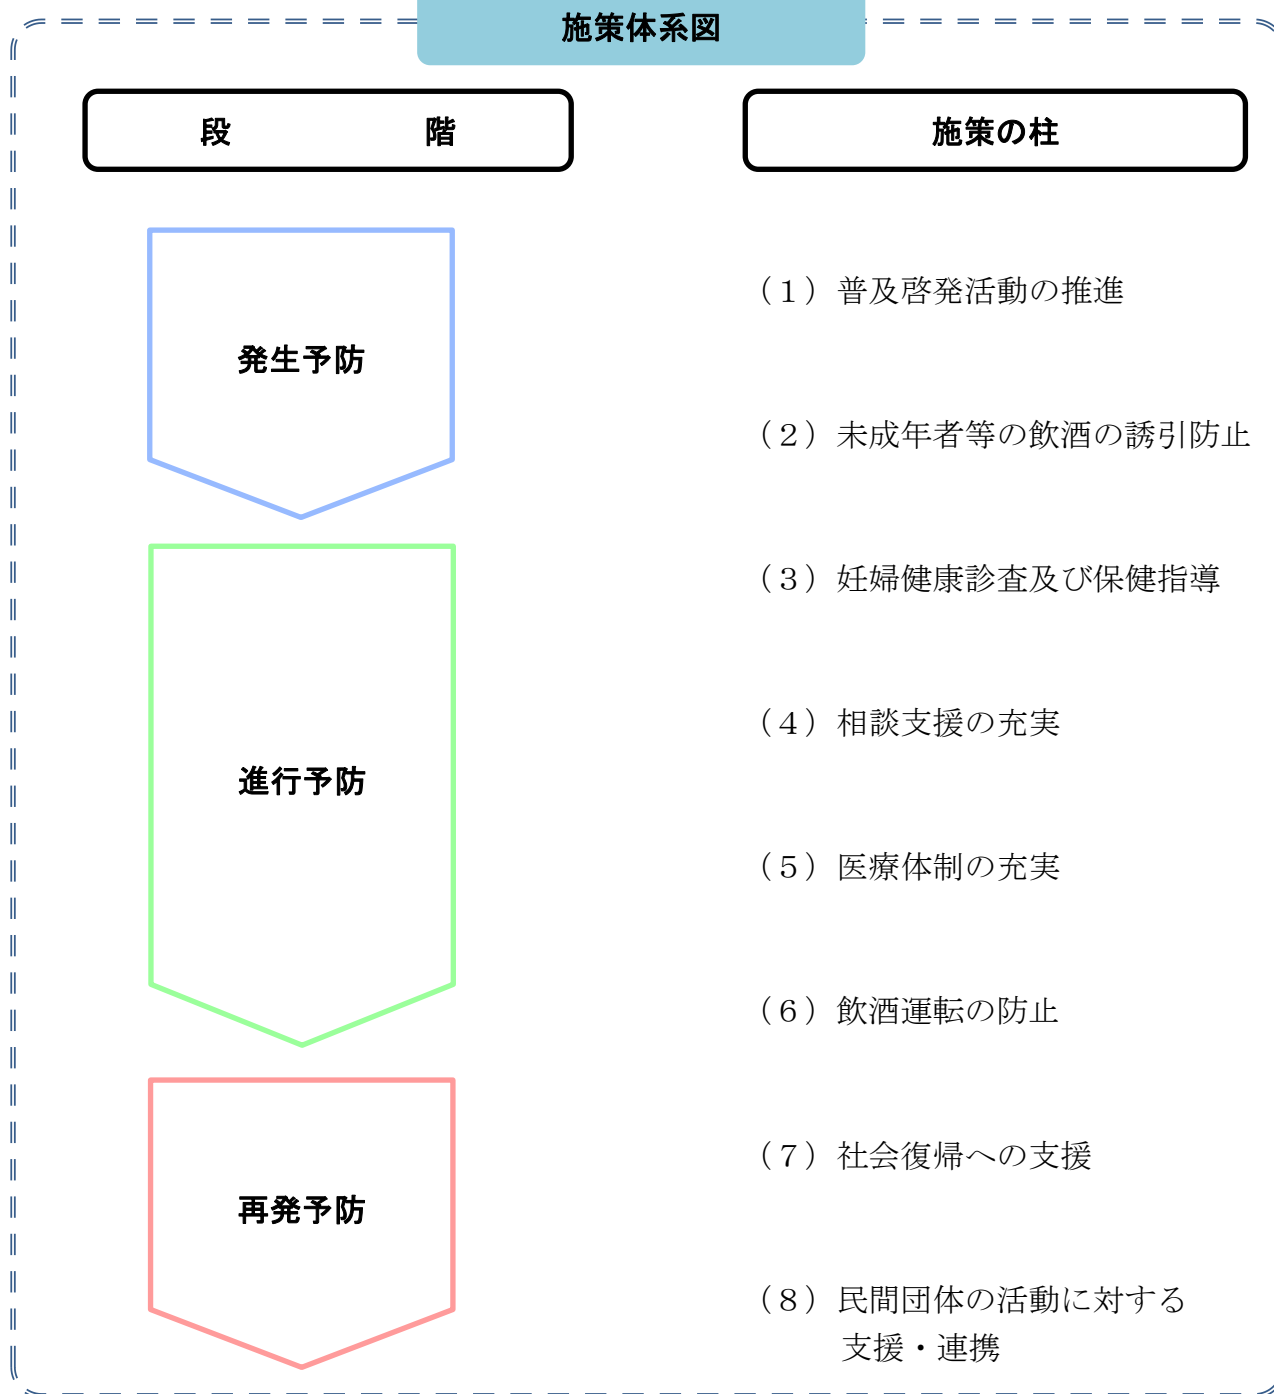 施策体系図
段　階
施策の柱
発生予防
進行予防
再発予防
（１）普及啓発活動の推進
（２）未成年者等の飲酒の誘引防止
（３）妊婦健康診査及び保健指導
（４）相談支援の充実
（５）医療体制の充実
（６）飲酒運転の防止
（７）社会復帰への支援
（８）民間団体の活動に対する
支援・連携